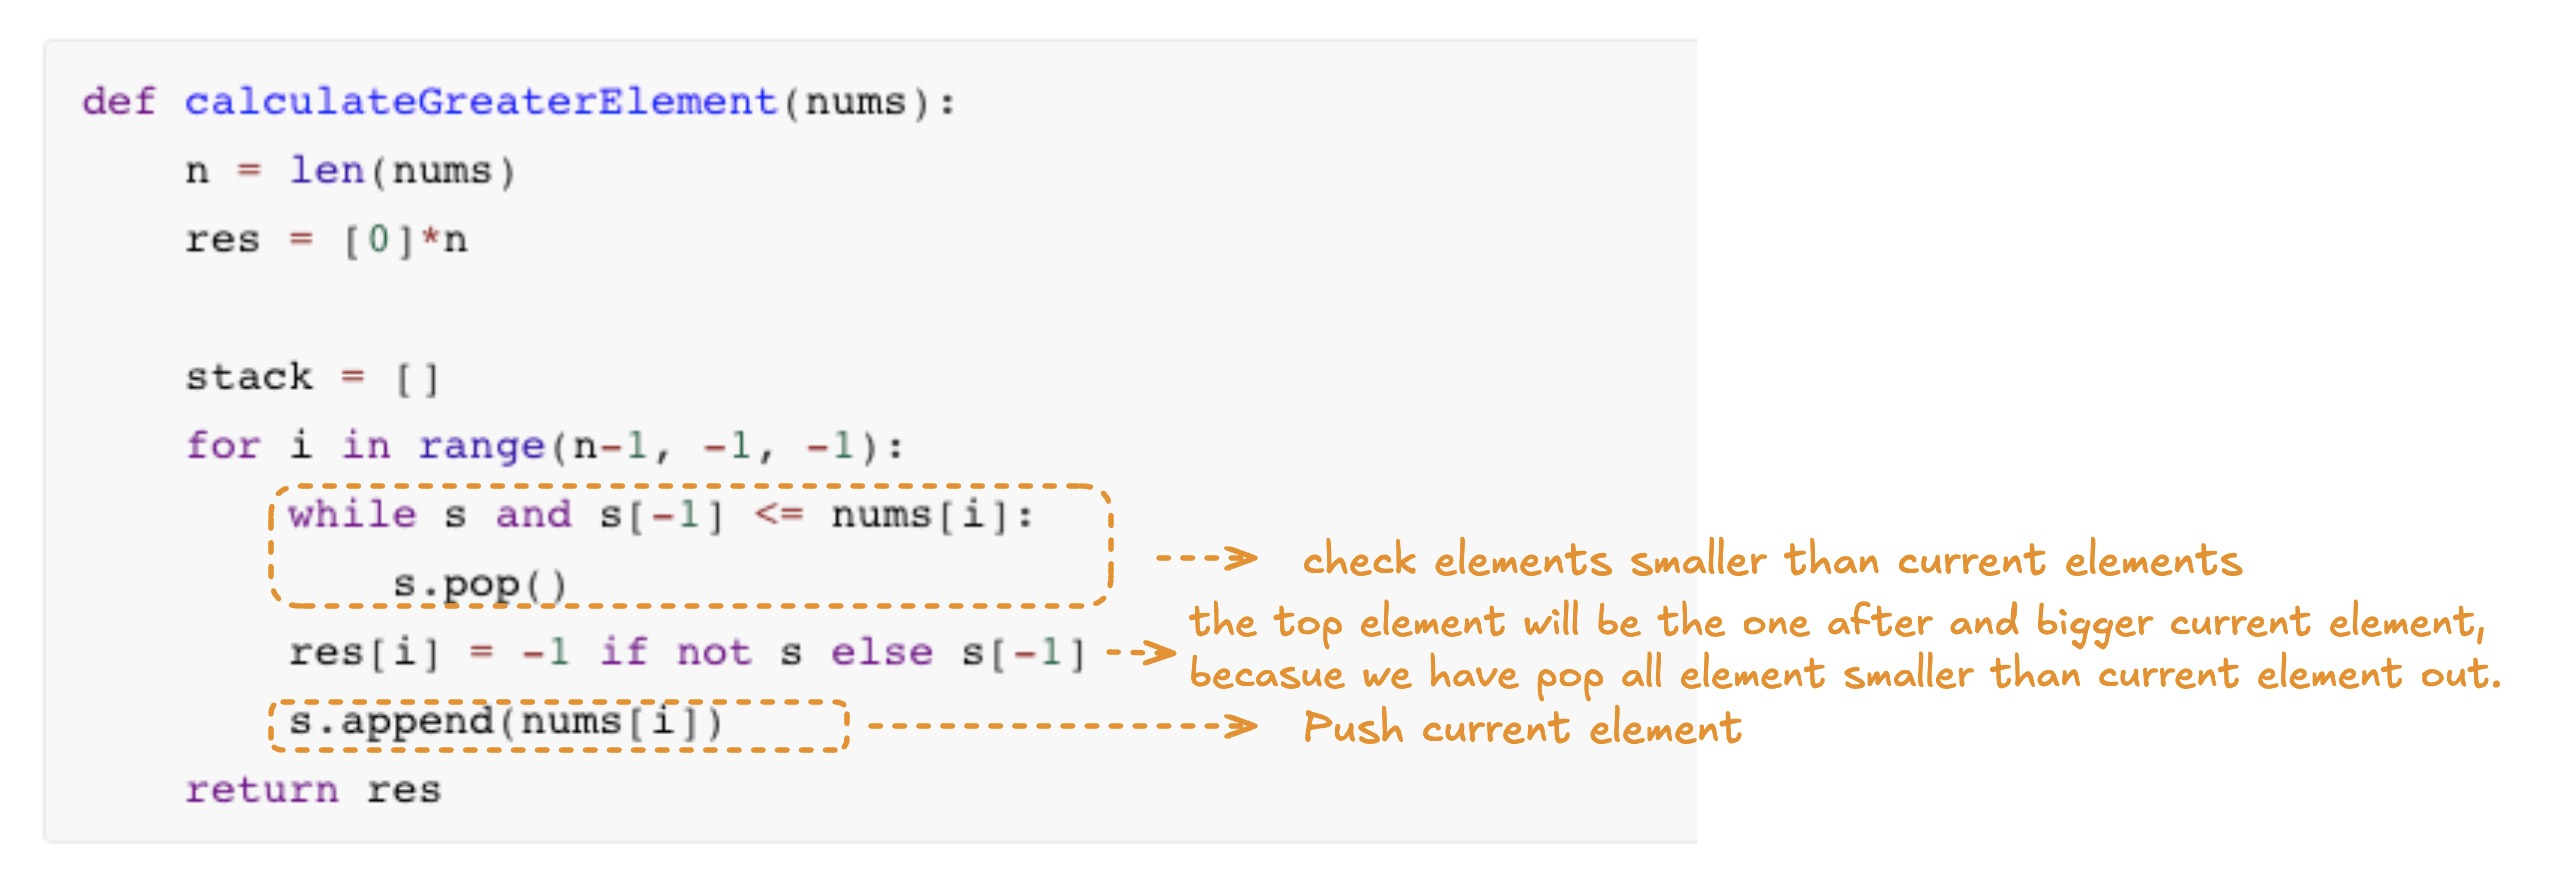 def calculateGreaterElement(nums):
    n = len(nums)
    res = [0]*n

    stack = []
    for i in range(n-1, -1, -1):
        while s and s[-1] <= nums[i]:
            s.pop()
check elements smaller than current elements
        res[i] = -1 if not s else s[-1]
the top element will be the one after and bigger current element,
becasue we have pop all element smaller than current element out.
        s.append(nums[i])
Push current element
    return res